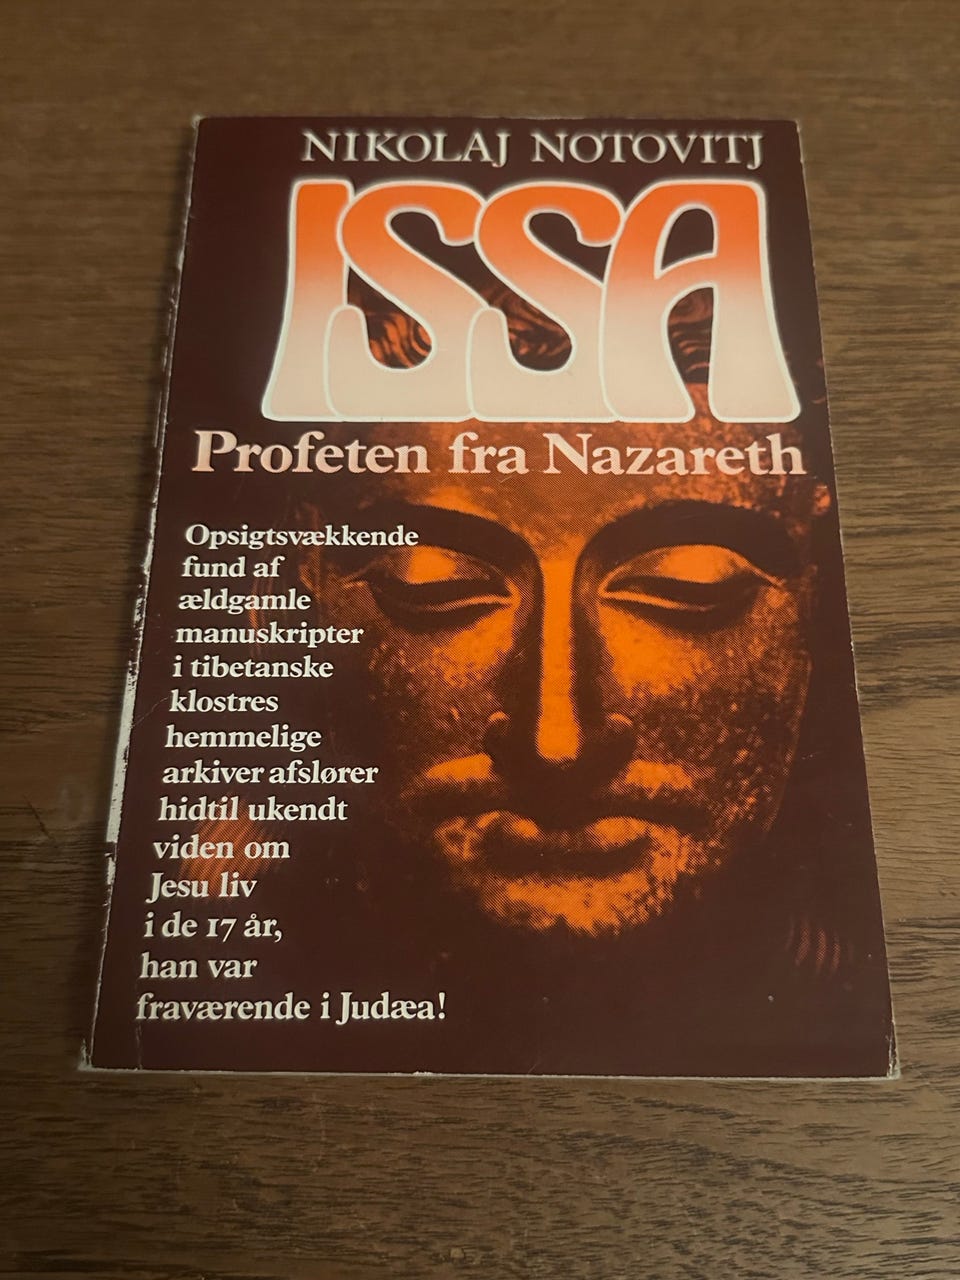 NIKOLAJ NOTOVITJ
ISSA
Profeten fra Nazareth
Opsigtsvækkende
fund af
ældgamle
manuskripter
i tibetanske
klostres
hemmelige
arkiver afslører
hidtil ukendt
viden om
Jesu liv
i de 17 år,
han var
fraværende i Judæa!